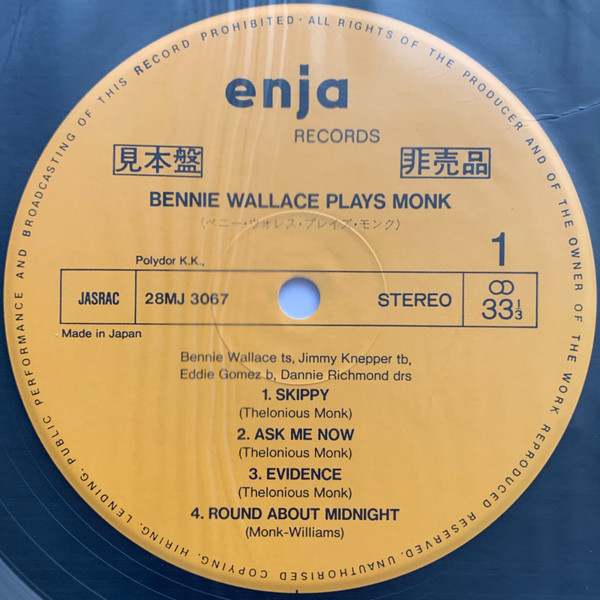 PUBLIC PERFORMANCE AND BROADCASTING OF THIS RECORD PROHIBITED · ALL RIGHTS OF THE PRODUCER AND OF THE OWNER OF THE WORK REPRODUCED RESERVED. UNAUTHORISED COPYING, HIRING, LENDING,
enja
RECORDS
見本盤
非売品
BENNIE WALLACE PLAYS MONK
(ベニー・ウォレス・プレイズ・モンク)
1
Polydor K.K.,
JASRAC
28MJ 3067
STEREO
33 1/3
Made in Japan
Bennie Wallace ts, Jimmy Knepper tb,
Eddie Gomez b, Dannie Richmond drs
1. SKIPPY
(Thelonious Monk)
2. ASK ME NOW
(Thelonious Monk)
3. EVIDENCE
(Thelonious Monk)
4. ROUND ABOUT MIDNIGHT
(Monk-Williams)